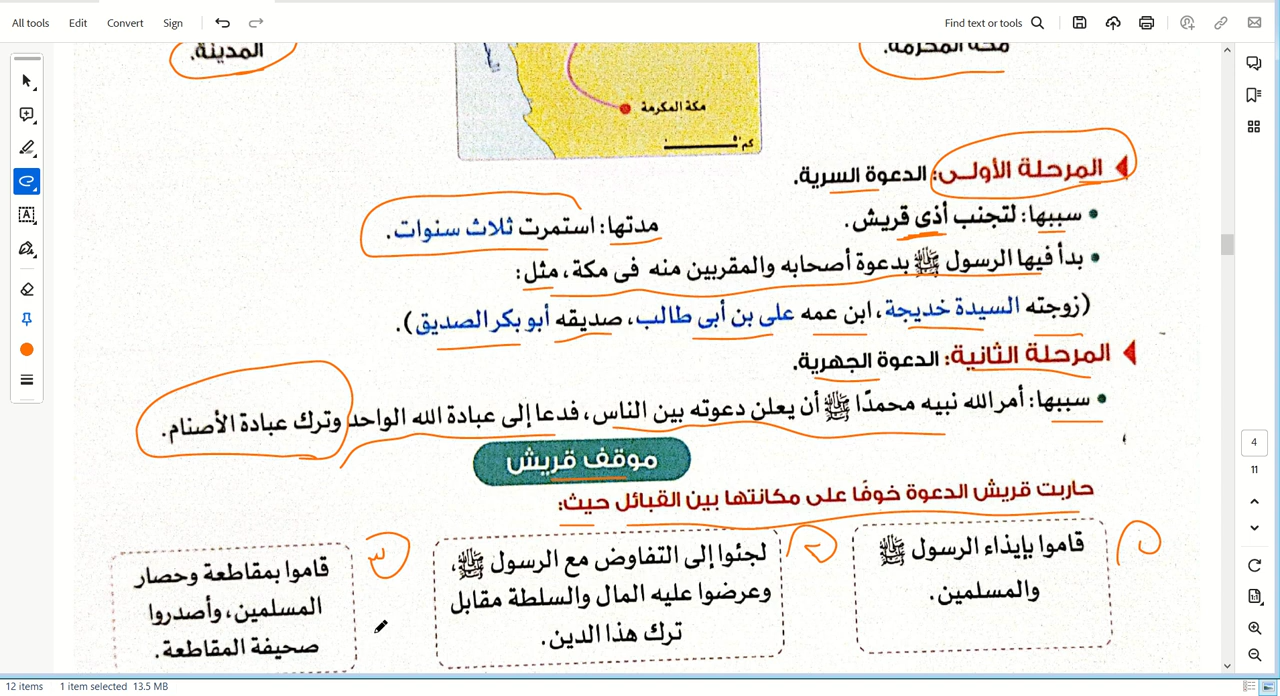 All tools Edit Convert Sign Find text or tools
المدينة.
مكة المكرمة.
مكة المكرمة
كم
المرحلة الأولى: الدعوة السرية.
سببها: لتجنب أذى قريش.
مدتها: استمرت ثلاث سنوات.
بدأ فيها الرسول ﷺ بدعوة أصحابه والمقربين منه فى مكة، مثل:
(زوجته السيدة خديجة، ابن عمه على بن أبى طالب، صديقه أبو بكر الصديق).
المرحلة الثانية: الدعوة الجهرية.
سببها: أمر الله نبيه محمدًا ﷺ أن يعلن دعوته بين الناس، فدعا إلى عبادة الله الواحد وترك عبادة الأصنام.
موقف قريش
حاربت قريش الدعوة خوفًا على مكانتها بين القبائل حيث:
١
قاموا بإيذاء الرسول ﷺ
والمسلمين.
٢
لجئوا إلى التفاوض مع الرسول ﷺ،
وعرضوا عليه المال والسلطة مقابل
ترك هذا الدين.
٣
قاموا بمقاطعة وحصار
المسلمين، وأصدروا
صحيفة المقاطعة.
4
11
12 items 1 item selected 13.5 MB